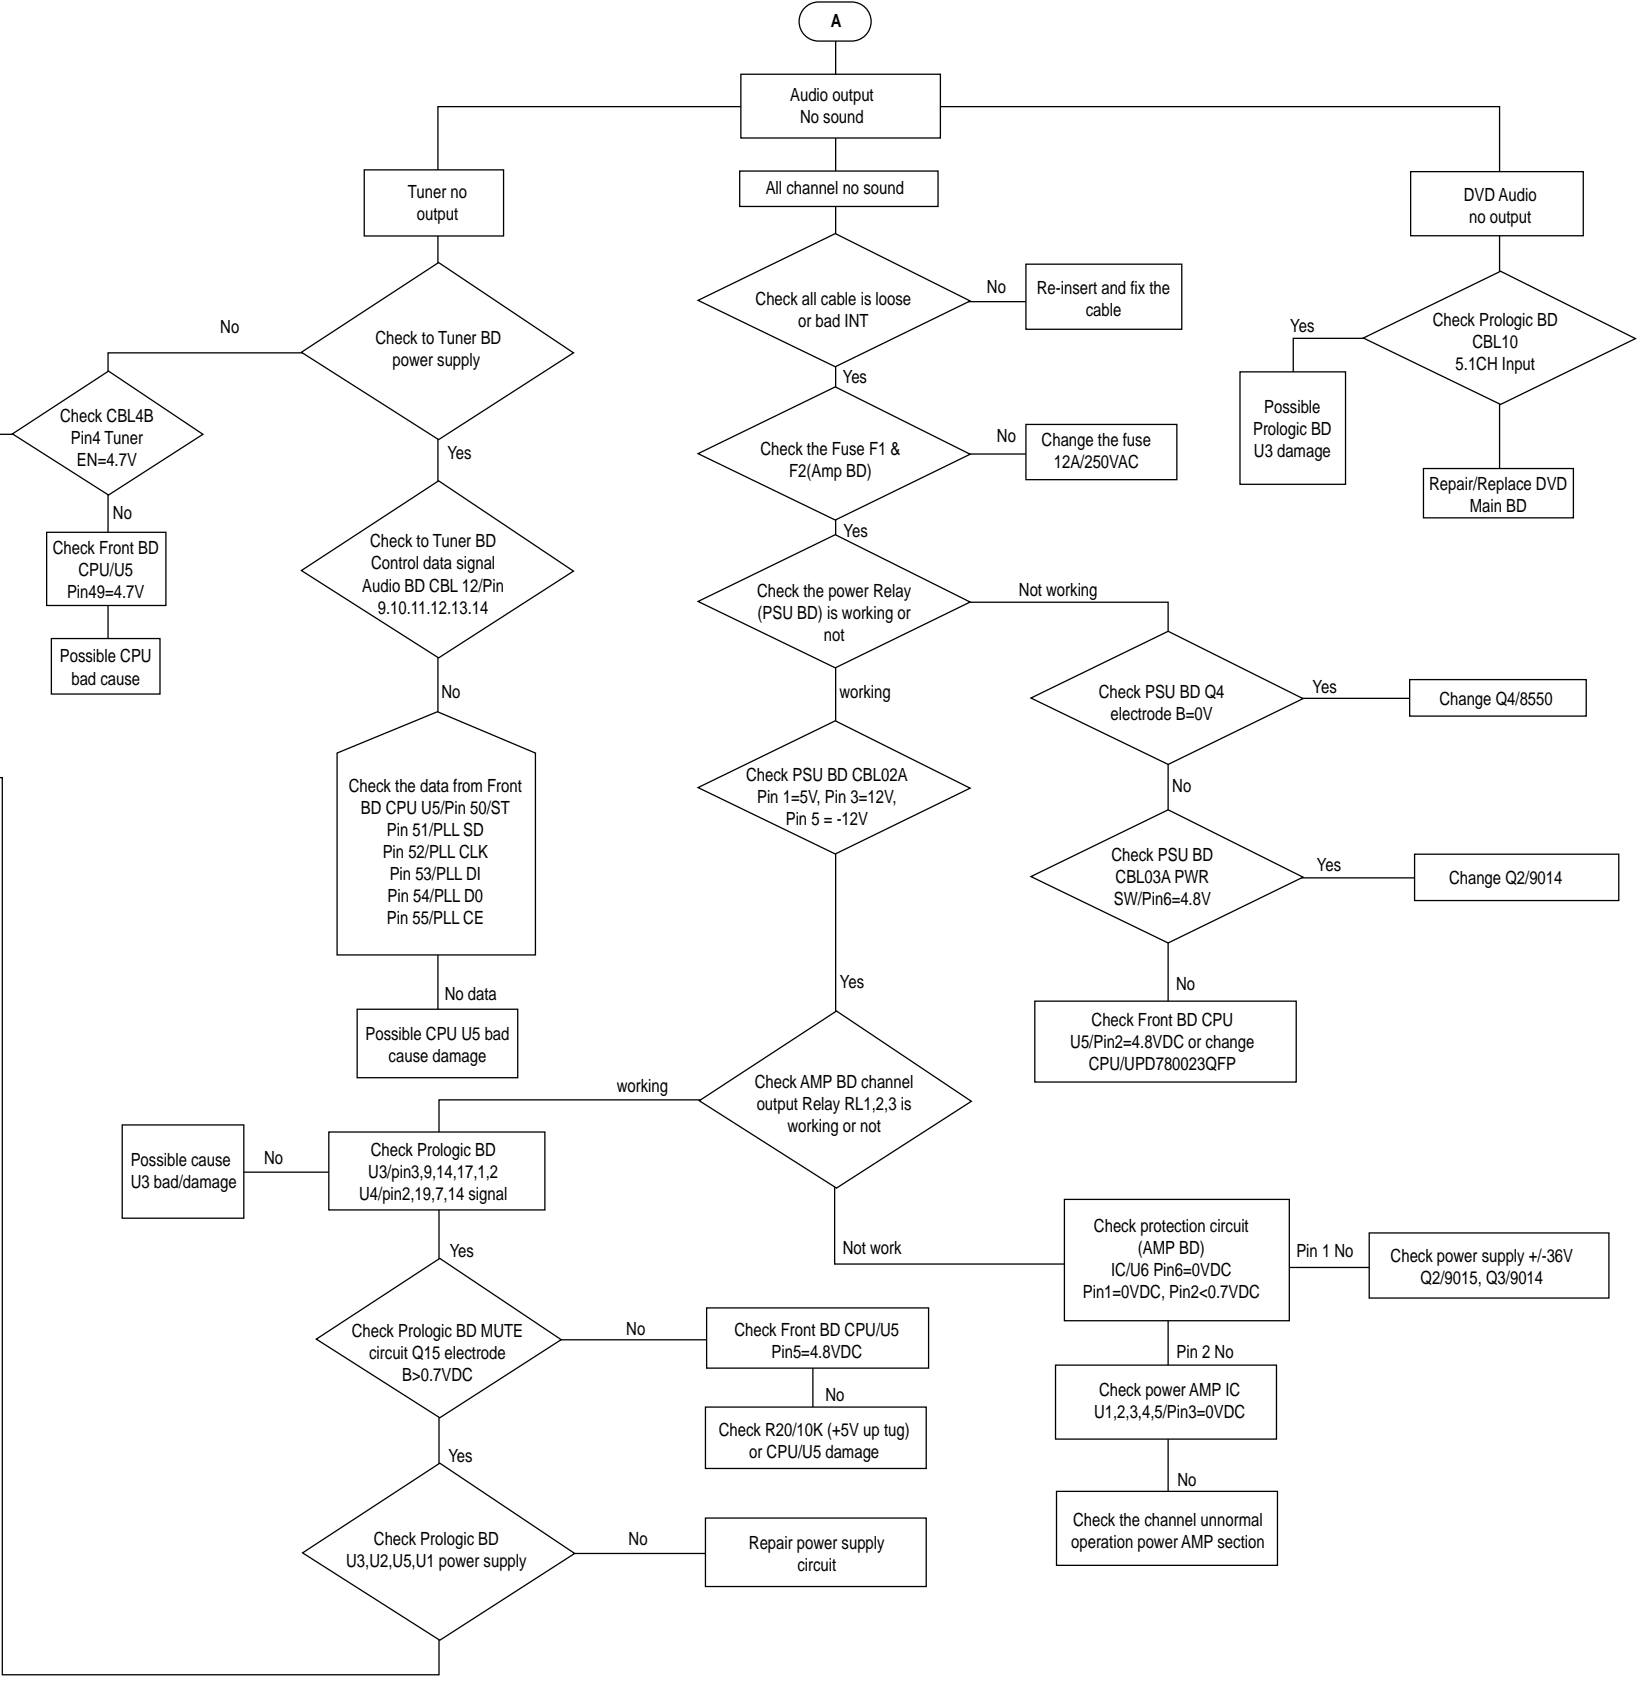 A
Audio output
No sound
Tuner no
output
All channel no sound
DVD Audio
no output
Check to Tuner BD
power supply
No
Check CBL4B
Pin4 Tuner
EN=4.7V
No
Check Front BD
CPU/U5
Pin49=4.7V
Possible CPU
bad cause
Yes
Check to Tuner BD
Control data signal
Audio BD CBL 12/Pin
9.10.11.12.13.14
No
Check the data from Front
BD CPU U5/Pin 50/ST
Pin 51/PLL SD
Pin 52/PLL CLK
Pin 53/PLL DI
Pin 54/PLL D0
Pin 55/PLL CE
No data
Possible CPU U5 bad
cause damage
Check all cable is loose
or bad INT
No
Re-insert and fix the
cable
Yes
Check the Fuse F1 &
F2(Amp BD)
No
Change the fuse
12A/250VAC
Yes
Check the power Relay
(PSU BD) is working or
not
Not working
Check PSU BD Q4
electrode B=0V
Yes
Change Q4/8550
No
Check PSU BD
CBL03A PWR
SW/Pin6=4.8V
Yes
Change Q2/9014
No
Check Front BD CPU
U5/Pin2=4.8VDC or change
CPU/UPD780023QFP
working
Check PSU BD CBL02A
Pin 1=5V, Pin 3=12V,
Pin 5 = -12V
Yes
Check AMP BD channel
output Relay RL1,2,3 is
working or not
working
Check Prologic BD
U3/pin3,9,14,17,1,2
U4/pin2,19,7,14 signal
No
Possible cause
U3 bad/damage
Yes
Check Prologic BD MUTE
circuit Q15 electrode
B>0.7VDC
No
Check Front BD CPU/U5
Pin5=4.8VDC
No
Check R20/10K (+5V up tug)
or CPU/U5 damage
Yes
Check Prologic BD
U3,U2,U5,U1 power supply
No
Repair power supply
circuit
Not work
Check protection circuit
(AMP BD)
IC/U6 Pin6=0VDC
Pin1=0VDC, Pin2<0.7VDC
Pin 1 No
Check power supply +/-36V
Q2/9015, Q3/9014
Pin 2 No
Check power AMP IC
U1,2,3,4,5/Pin3=0VDC
No
Check the channel unnormal
operation power AMP section
Check Prologic BD
CBL10
5.1CH Input
Yes
Possible
Prologic BD
U3 damage
Repair/Replace DVD
Main BD